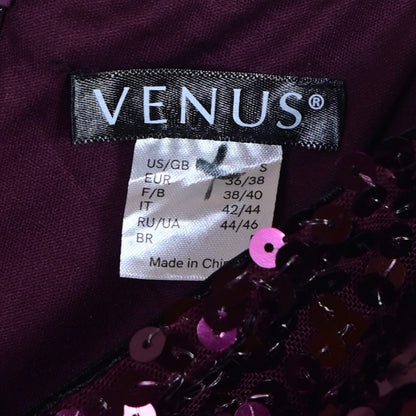 VENUS®
US/GB S
EUR 36/38
F/B 38/40
IT 42/44
RU/UA 44/46
BR
Made in Chin